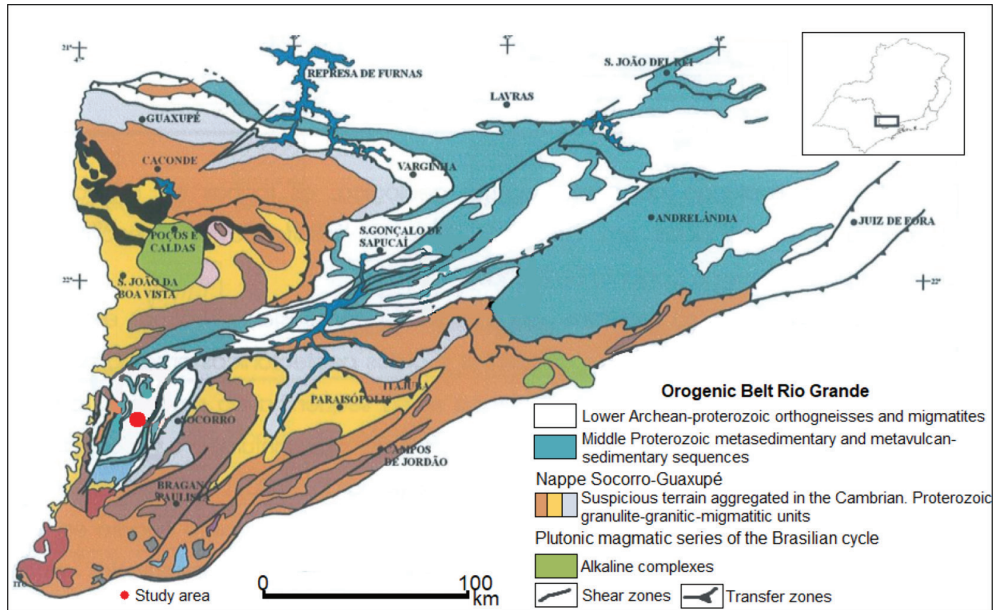 21°
47°
REPRESA DE FURNAS
LAVRAS
S. JOÃO DEL REI
GUAXUPÉ
CACONDE
VARGINHA
POÇOS E
CALDAS
S.GONÇALO DE
SAPUCAÍ
ANDRELÂNDIA
JUIZ DE FORA
22°
S. JOÃO DA
BOA VISTA
22°
ITAJUBA
PARAISÓPOLIS
SOCORRO
CAMPOS
DE JORDÃO
BRAGANÇA
PAULISTA
Study area
0 100
km
Orogenic Belt Rio Grande
Lower Archean-proterozoic orthogneisses and migmatites
Middle Proterozoic metasedimentary and metavulcan-
sedimentary sequences
Nappe Socorro-Guaxupé
Suspicious terrain aggregated in the Cambrian. Proterozoic
granulite-granitic-migmatitic units
Plutonic magmatic series of the Brasilian cycle
Alkaline complexes
Shear zones Transfer zones